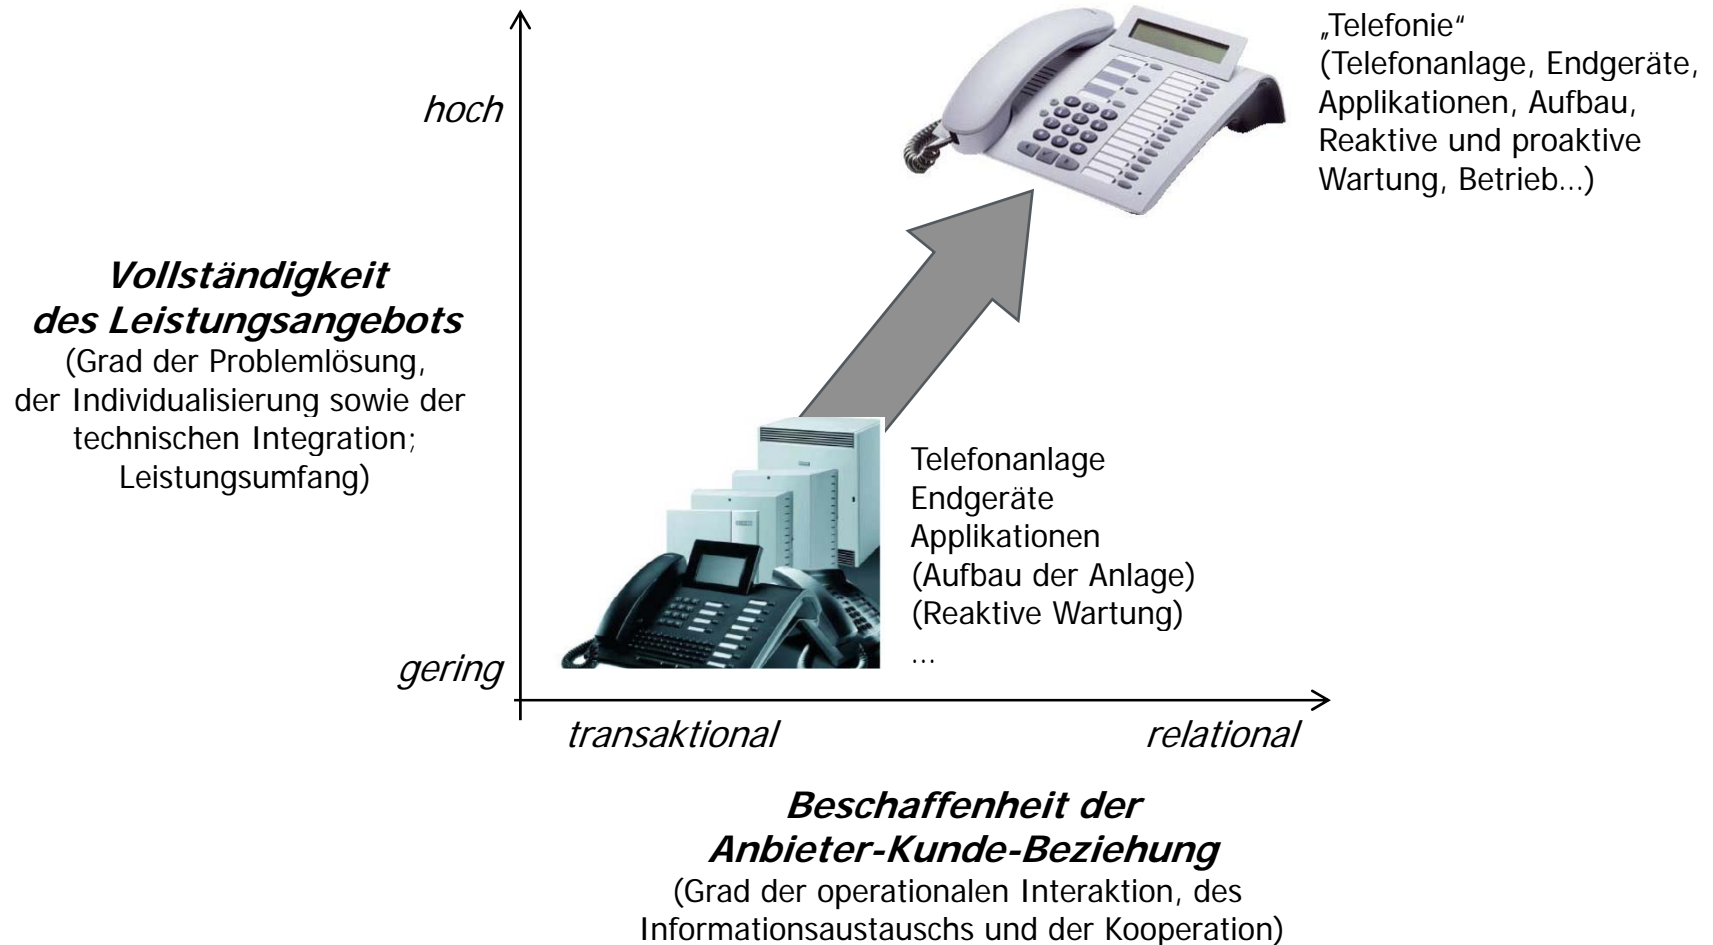 „Telefonie“
(Telefonanlage, Endgeräte,
Applikationen, Aufbau,
Reaktive und proaktive
Wartung, Betrieb...)
hoch
Vollständigkeit
des Leistungsangebots
(Grad der Problemlösung,
der Individualisierung sowie der
technischen Integration;
Leistungsumfang)
Telefonanlage
Endgeräte
Applikationen
(Aufbau der Anlage)
(Reaktive Wartung)
...
gering
transaktional
relational
Beschaffenheit der
Anbieter-Kunde-Beziehung
(Grad der operationalen Interaktion, des
Informationsaustauschs und der Kooperation)